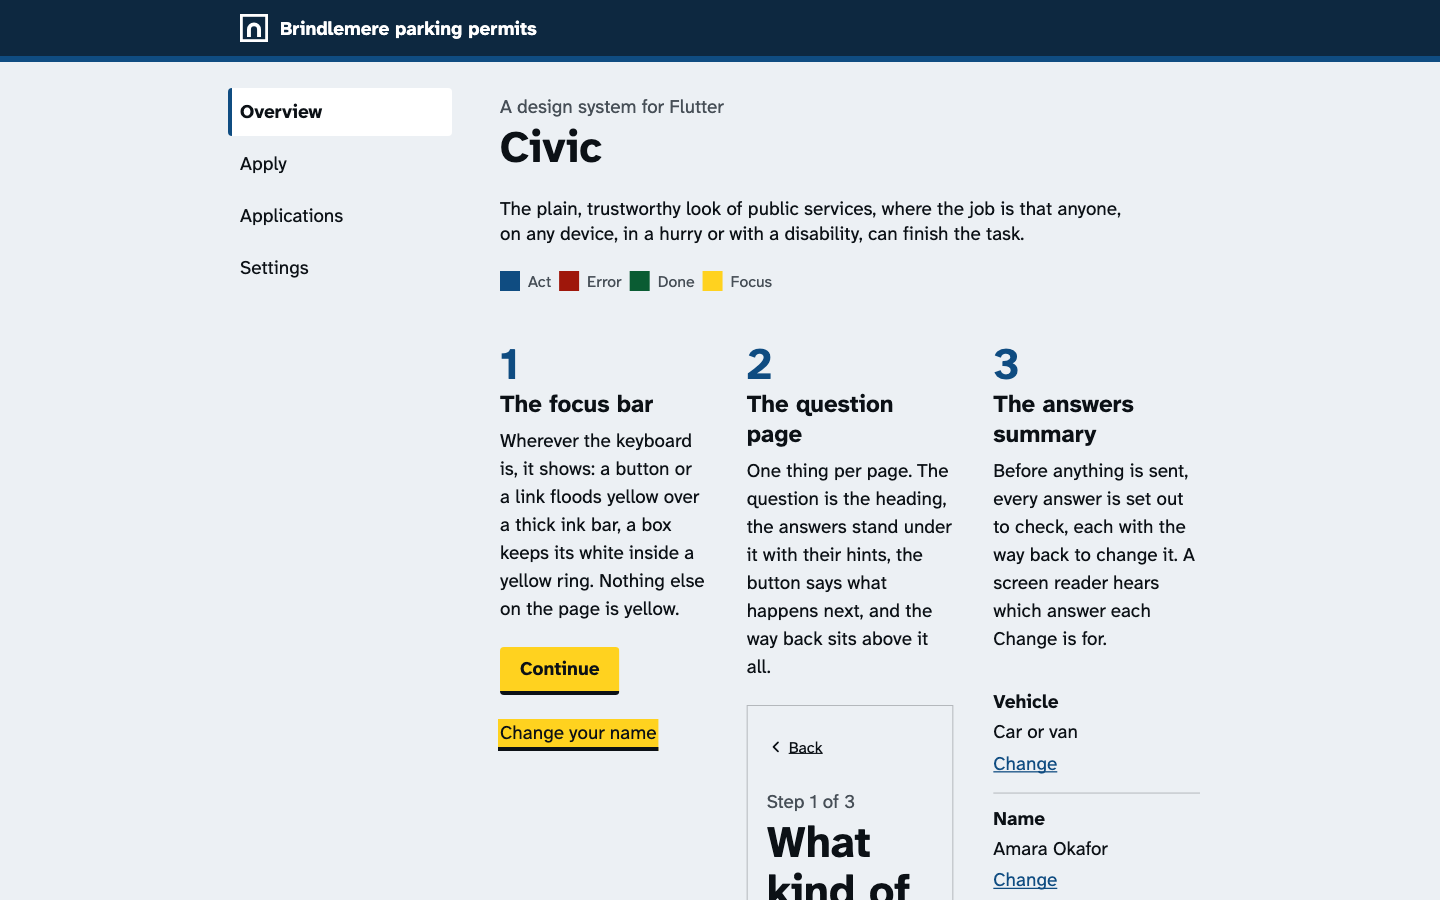 Brindlemere parking permits
Overview
Apply
Applications
Settings
A design system for Flutter
Civic
The plain, trustworthy look of public services, where the job is that anyone,
on any device, in a hurry or with a disability, can finish the task.
Act
Error
Done
Focus
1
The focus bar
Wherever the keyboard
is, it shows: a button or
a link floods yellow over
a thick ink bar, a box
keeps its white inside a
yellow ring. Nothing else
on the page is yellow.
Continue
Change your name
2
The question
page
One thing per page. The
question is the heading,
the answers stand under
it with their hints, the
button says what
happens next, and the
way back sits above it
all.
Back
Step 1 of 3
What
kind of
3
The answers
summary
Before anything is sent,
every answer is set out
to check, each with the
way back to change it. A
screen reader hears
which answer each
Change is for.
Vehicle
Car or van
Change
Name
Amara Okafor
Change